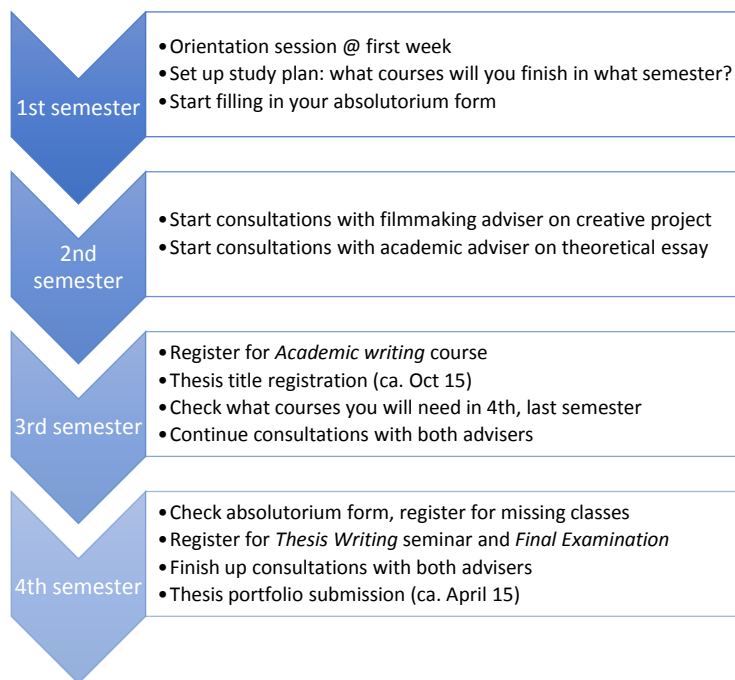 1st semester
•Orientation session @ first week
•Set up study plan: what courses will you finish in what semester?
•Start filling in your absolutorium form
2nd
semester
•Start consultations with filmmaking adviser on creative project
•Start consultations with academic adviser on theoretical essay
3rd semester
•Register for Academic writing course
•Thesis title registration (ca. Oct 15)
•Check what courses you will need in 4th, last semester
•Continue consultations with both advisers
4th semester
•Check absolutorium form, register for missing classes
•Register for Thesis Writing seminar and Final Examination
•Finish up consultations with both advisers
•Thesis portfolio submission (ca. April 15)